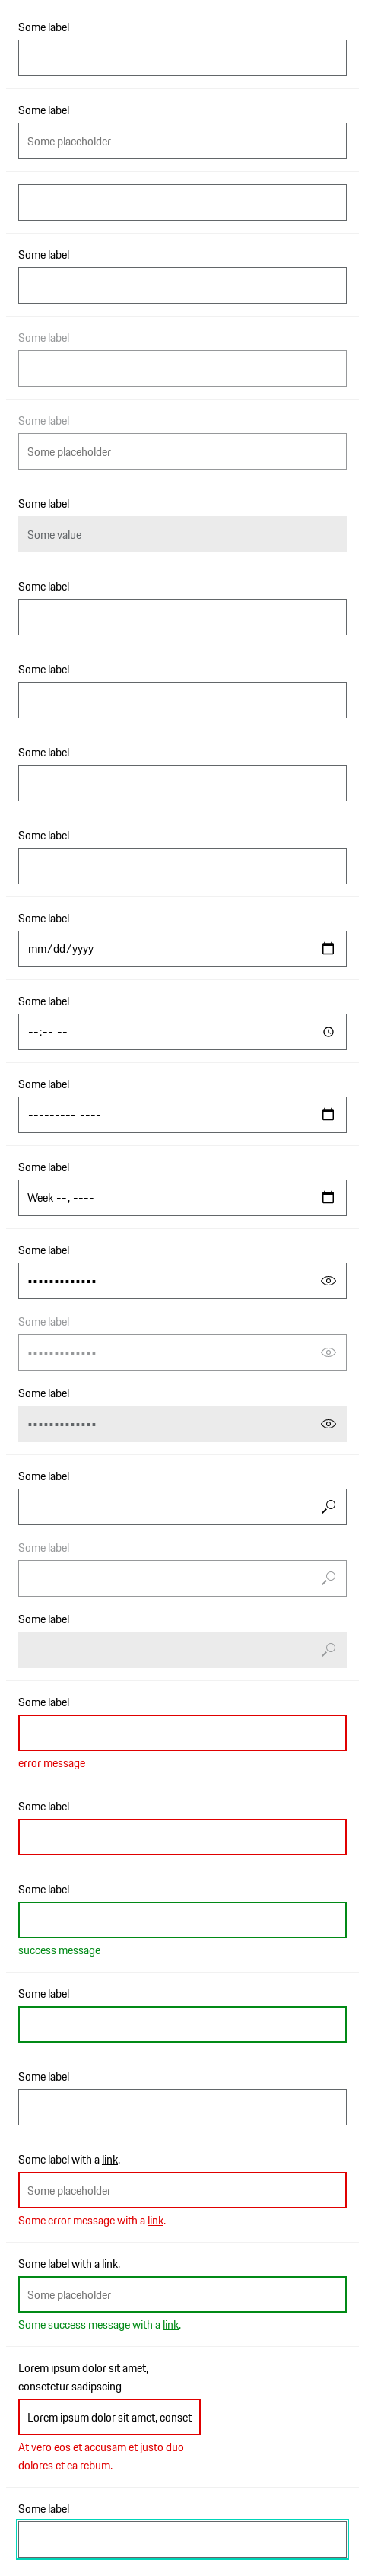 Some label
Some label
Some placeholder
Some label
Some label
Some label
Some placeholder
Some label
Some value
Some label
Some label
Some label
Some label
Some label
mm/dd/yyyy
Some label
--:-- --
Some label
--------- ----
Some label
Week --, ----
Some label
•••••••••••••
Some label
•••••••••••••
Some label
•••••••••••••
Some label
Some label
Some label
Some label
error message
Some label
Some label
success message
Some label
Some label
Some label with a link.
Some placeholder
Some error message with a link.
Some label with a link.
Some placeholder
Some success message with a link.
Lorem ipsum dolor sit amet,
consetetur sadipscing
Lorem ipsum dolor sit amet, conset
At vero eos et accusam et justo duo
dolores et ea rebum.
Some label